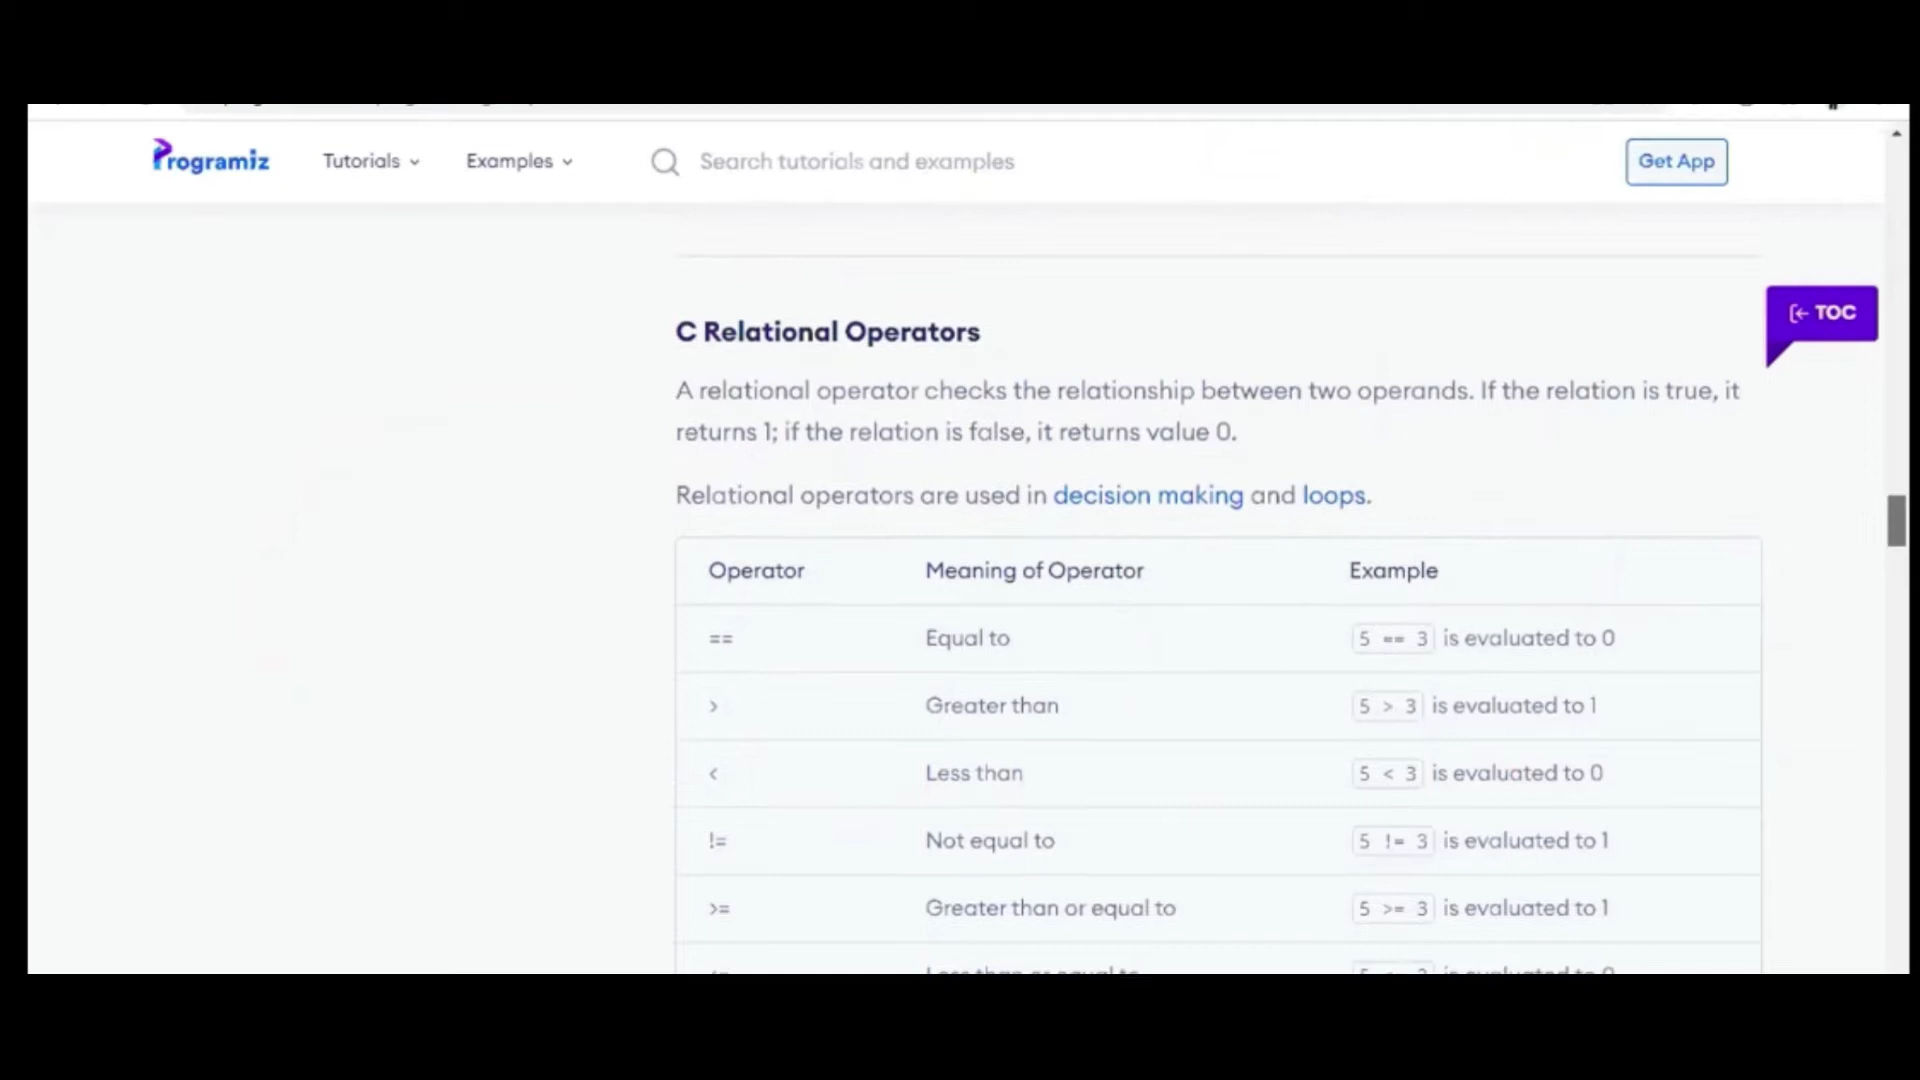 Programiz Tutorials Examples Search tutorials and examples Get App
TOC
C Relational Operators
A relational operator checks the relationship between two operands. If the relation is true, it
returns 1; if the relation is false, it returns value 0.
Relational operators are used in decision making and loops.
Operator Meaning of Operator Example
== Equal to 5 == 3 is evaluated to 0
> Greater than 5 > 3 is evaluated to 1
< Less than 5 < 3 is evaluated to 0
!= Not equal to 5 != 3 is evaluated to 1
>= Greater than or equal to 5 >= 3 is evaluated to 1